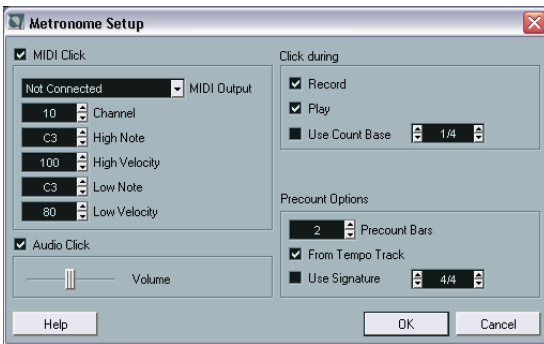 Metronome Setup
MIDI Click
Not Connected MIDI Output
10 Channel
C3 High Note
100 High Velocity
C3 Low Note
80 Low Velocity
Audio Click
Volume
Click during
Record
Play
Use Count Base 1/4
Precount Options
2 Precount Bars
From Tempo Track
Use Signature 4/4
Help
OK
Cancel